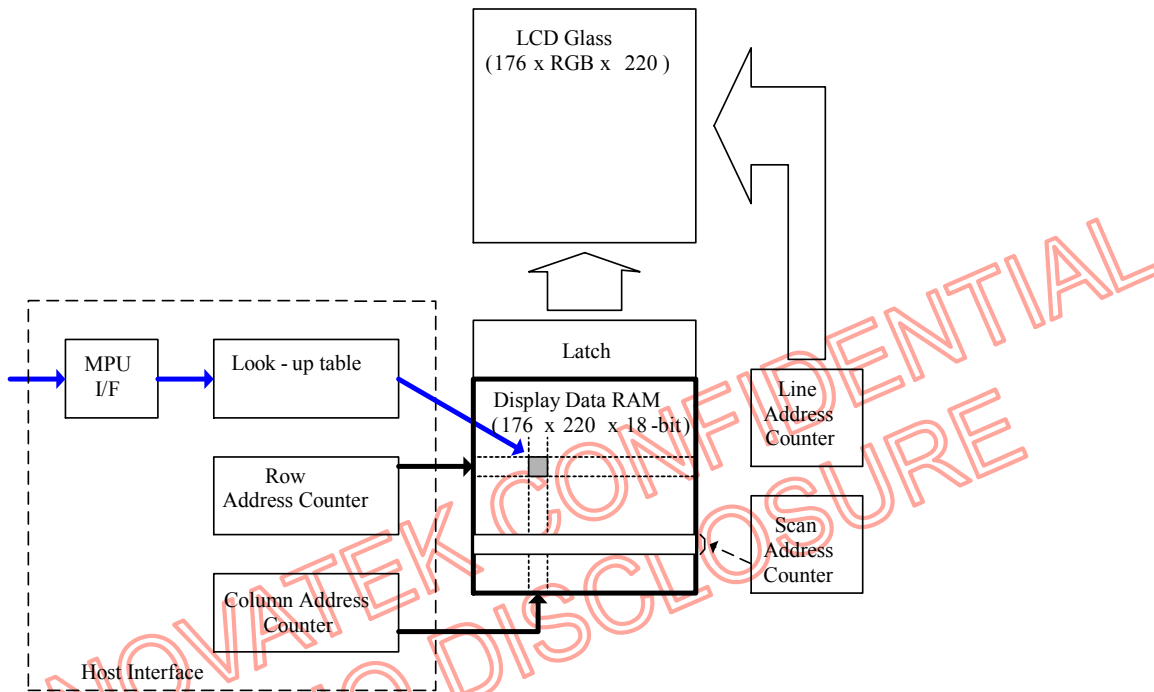 LCD Glass
(176 x RGB x 220 )
MPU
I/F
Look - up table
Latch
Display Data RAM
(176 x 220 x 18 -bit)
Line
Address
Counter
Row
Address Counter
Scan
Address
Counter
Column Address
Counter
Host Interface
NOVATEK CONFIDENTIAL
NO DISCLOSURE